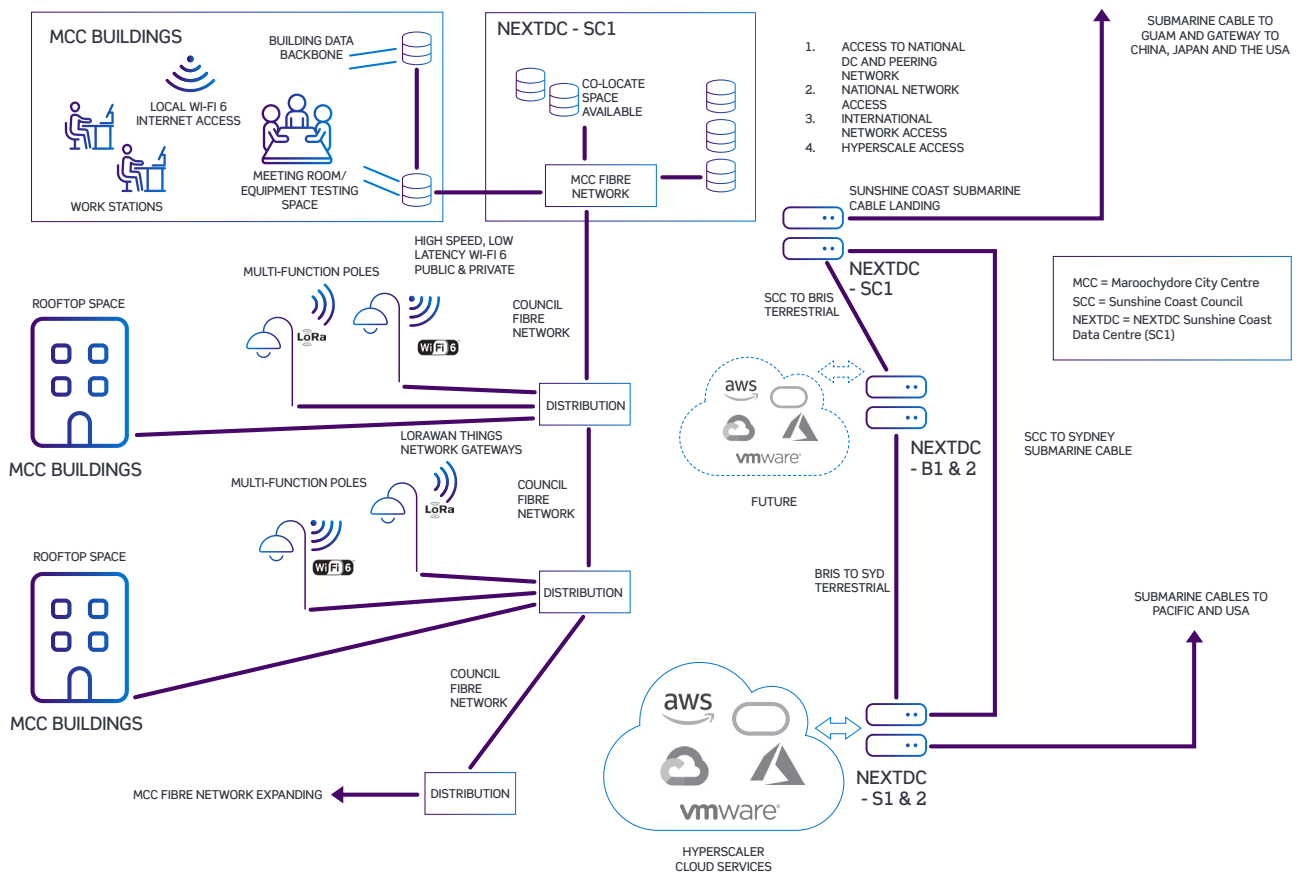 MCC BUILDINGS
BUILDING DATA
BACKBONE
LOCAL WI-FI 6
INTERNET ACCESS
WORK STATIONS
MEETING ROOM/
EQUIPMENT TESTING
SPACE
NEXTDC - SC1
CO-LOCATE
SPACE
AVAILABLE
MCC FIBRE
NETWORK
1. ACCESS TO NATIONAL
DC AND PEERING
NETWORK
2. NATIONAL NETWORK
ACCESS
3. INTERNATIONAL
NETWORK ACCESS
4. HYPERSCALE ACCESS
SUBMARINE CABLE TO
GUAM AND GATEWAY TO
CHINA, JAPAN AND THE USA
SUNSHINE COAST SUBMARINE
CABLE LANDING
NEXTDC
- SC1
MCC = Maroochydore City Centre
SCC = Sunshine Coast Council
NEXTDC = NEXTDC Sunshine Coast
Data Centre (SC1)
HIGH SPEED, LOW
LATENCY WI-FI 6
PUBLIC & PRIVATE
MULTI-FUNCTION POLES
ROOFTOP SPACE
LoRa
Wi Fi 6
COUNCIL
FIBRE
NETWORK
DISTRIBUTION
MCC BUILDINGS
SCC TO BRIS
TERRESTRIAL
aws
vmware®
FUTURE
NEXTDC
- B1 & 2
SCC TO SYDNEY
SUBMARINE CABLE
LORAWAN THINGS
NETWORK GATEWAYS
MULTI-FUNCTION POLES
LoRa
Wi Fi 6
COUNCIL
FIBRE
NETWORK
ROOFTOP SPACE
DISTRIBUTION
MCC BUILDINGS
BRIS TO SYD
TERRESTRIAL
SUBMARINE CABLES TO
PACIFIC AND USA
COUNCIL
FIBRE
NETWORK
MCC FIBRE NETWORK EXPANDING
DISTRIBUTION
aws
vmware®
HYPERSCALER
CLOUD SERVICES
NEXTDC
- S1 & 2